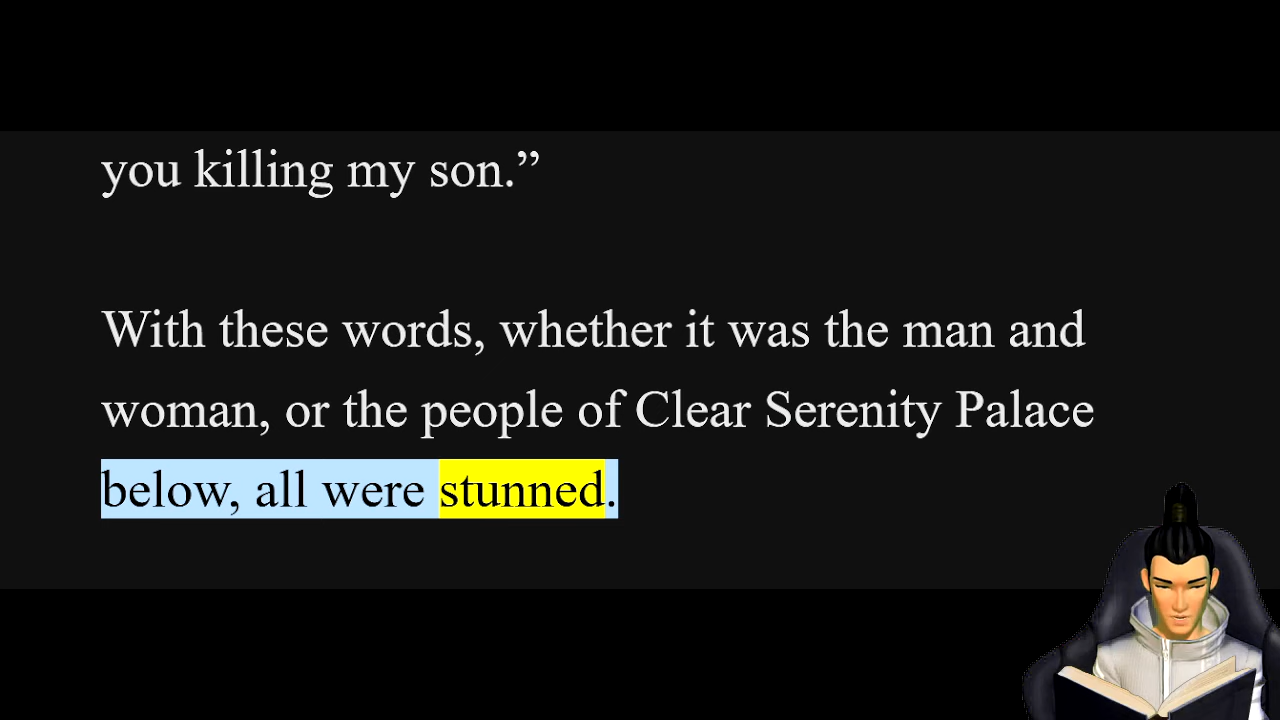 you killing my son.”
With these words, whether it was the man and
woman, or the people of Clear Serenity Palace
below, all were stunned.